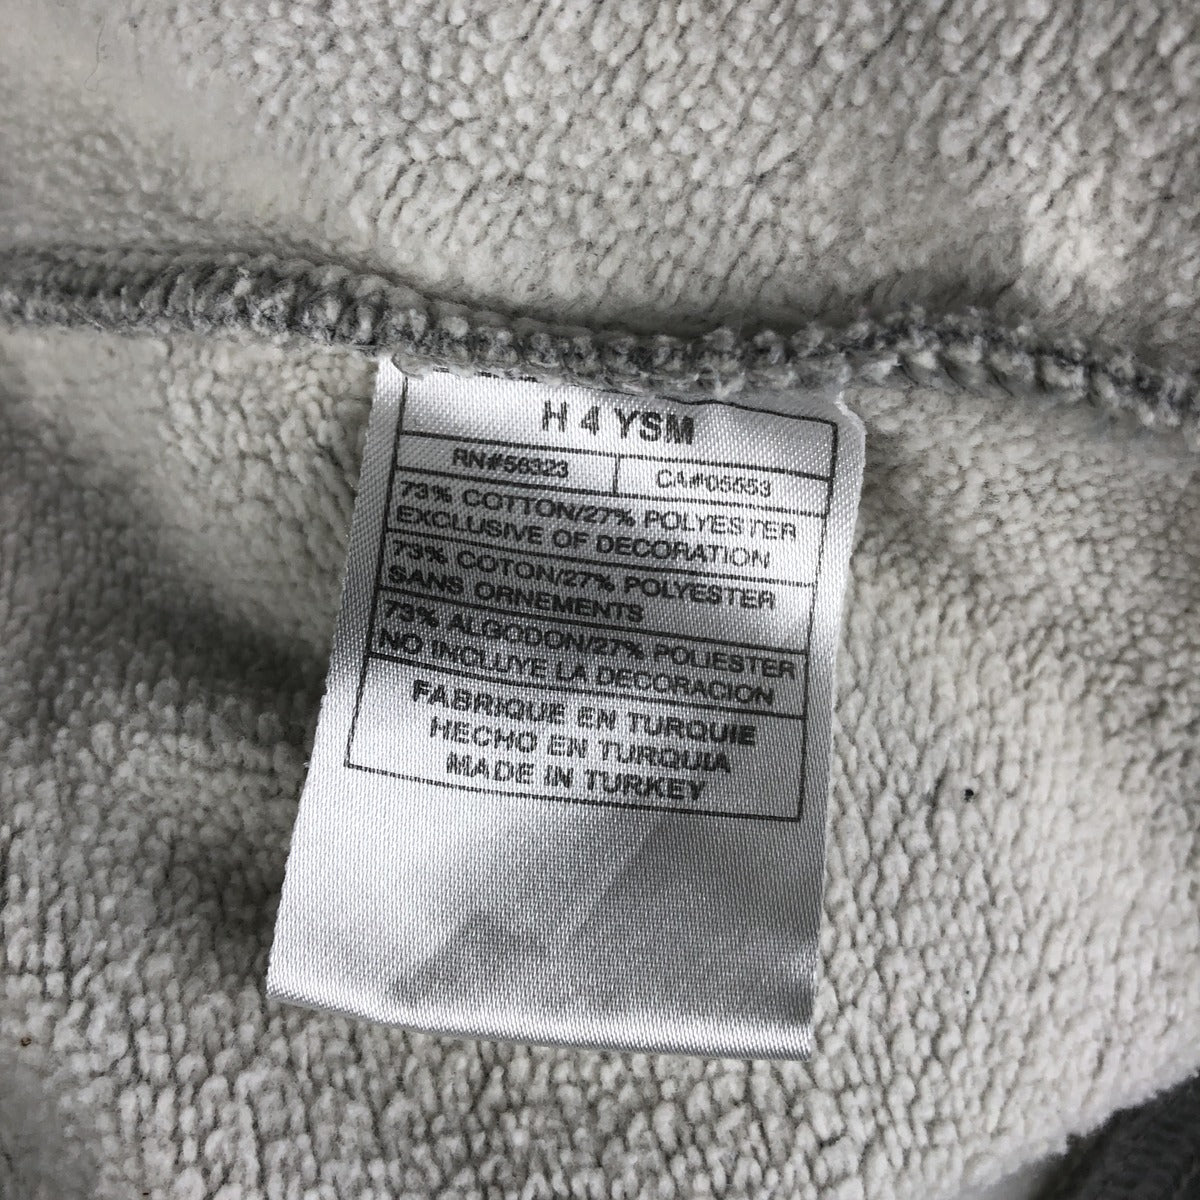 H 4 YSM
RN#56323 CA#05553
73% COTTON/27% POLYESTER
EXCLUSIVE OF DECORATION
73% COTON/27% POLYESTER
SANS ORNEMENTS
73% ALGODON/27% POLIESTER
NO INCLUYE LA DECORACION
FABRIQUE EN TURQUIE
HECHO EN TURQUIA
MADE IN TURKEY